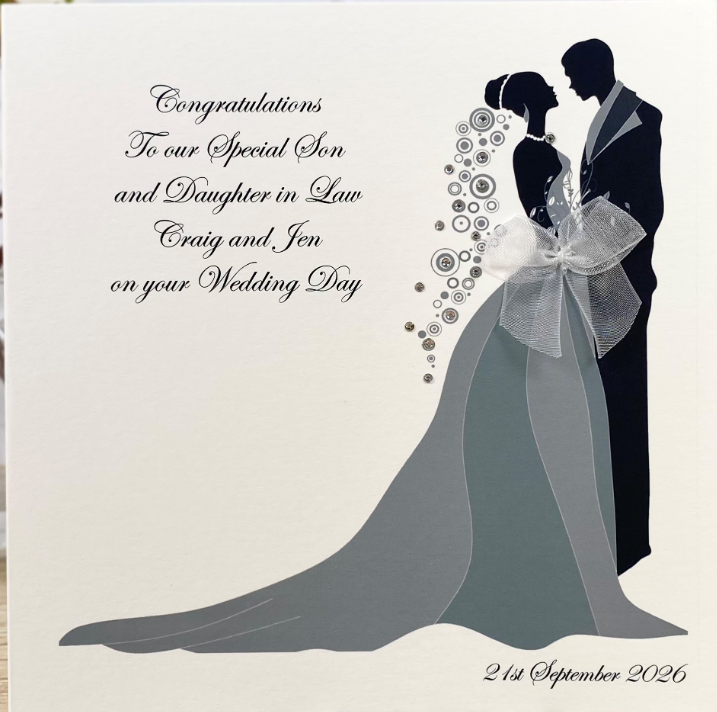 Congratulations
To our Special Son
and Daughter in Law
Craig and Jen
on your Wedding Day
21st September 2026